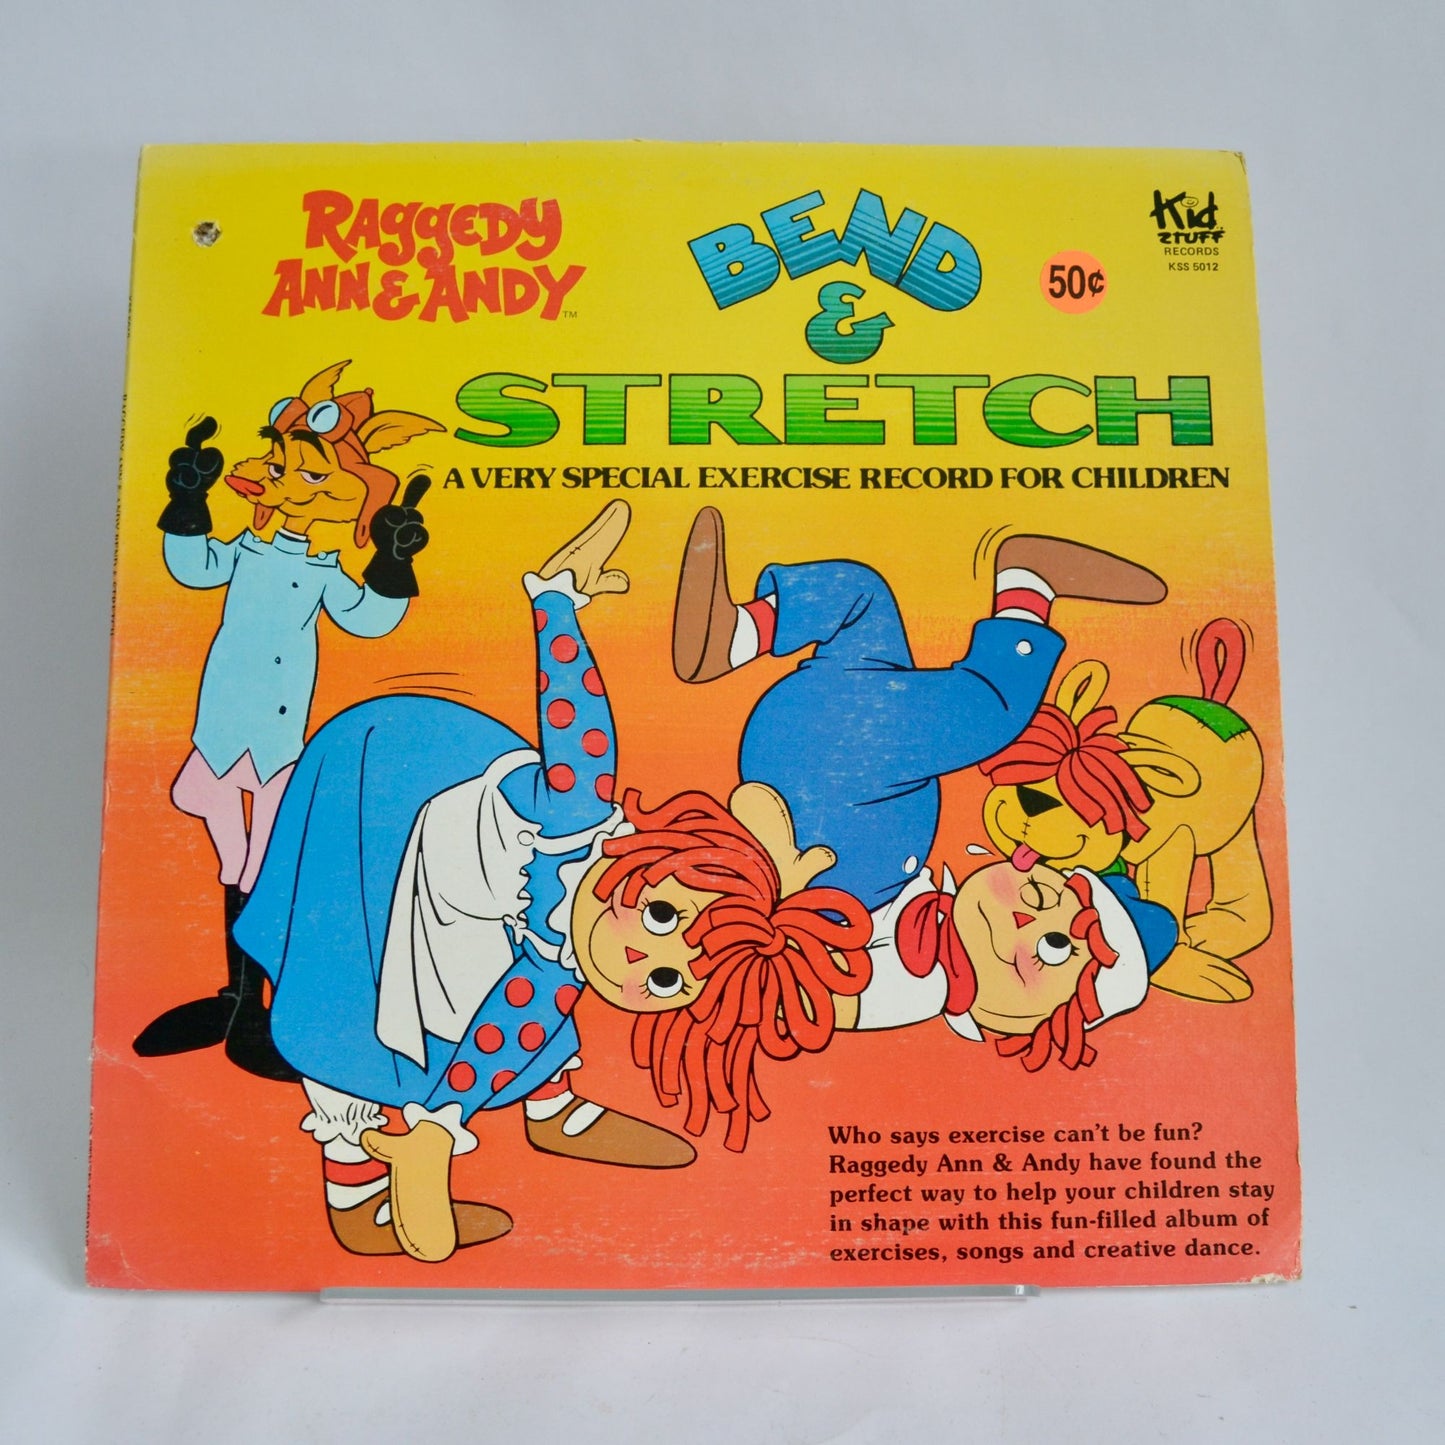 RAGGEDY
ANN & ANDY™
BEND
&
STRETCH
A VERY SPECIAL EXERCISE RECORD FOR CHILDREN
50¢
Kid
STUFF
RECORDS
KSS 5012
Who says exercise can't be fun?
Raggedy Ann & Andy have found the
perfect way to help your children stay
in shape with this fun-filled album of
exercises, songs and creative dance.